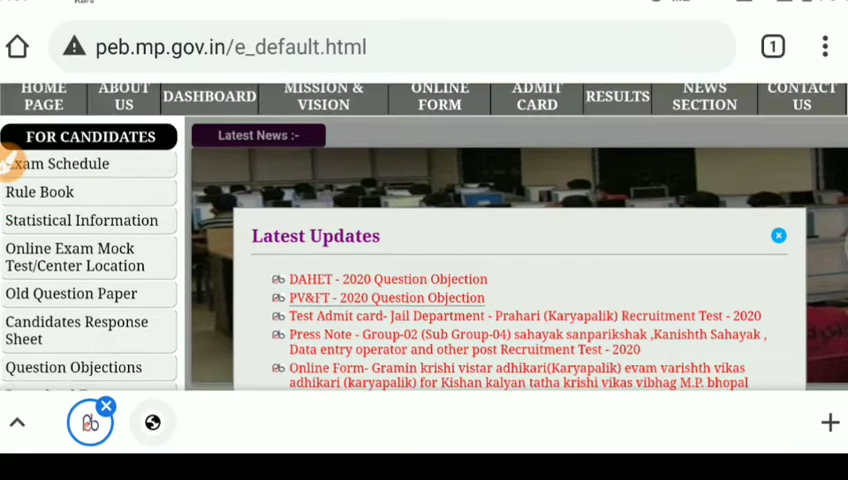 peb.mp.gov.in/e_default.html
1
HOME PAGE
ABOUT US
DASHBOARD
MISSION & VISION
ONLINE FORM
ADMIT CARD
RESULTS
NEWS SECTION
CONTACT US
FOR CANDIDATES
Latest News :-
Exam Schedule
Rule Book
Statistical Information
Online Exam Mock
Test/Center Location
Old Question Paper
Candidates Response
Sheet
Question Objections
Latest Updates
DAHET - 2020 Question Objection
PV&FT - 2020 Question Objection
Test Admit card- Jail Department - Prahari (Karyapalik) Recruitment Test - 2020
Press Note - Group-02 (Sub Group-04) sahayak sanparikshak ,Kanishth Sahayak ,
Data entry operator and other post Recruitment Test - 2020
Online Form- Gramin krishi vistar adhikari(Karyapalik) evam varishth vikas
adhikari (karyapalik) for Kishan kalyan tatha krishi vikas vibhag M.P. bhopal